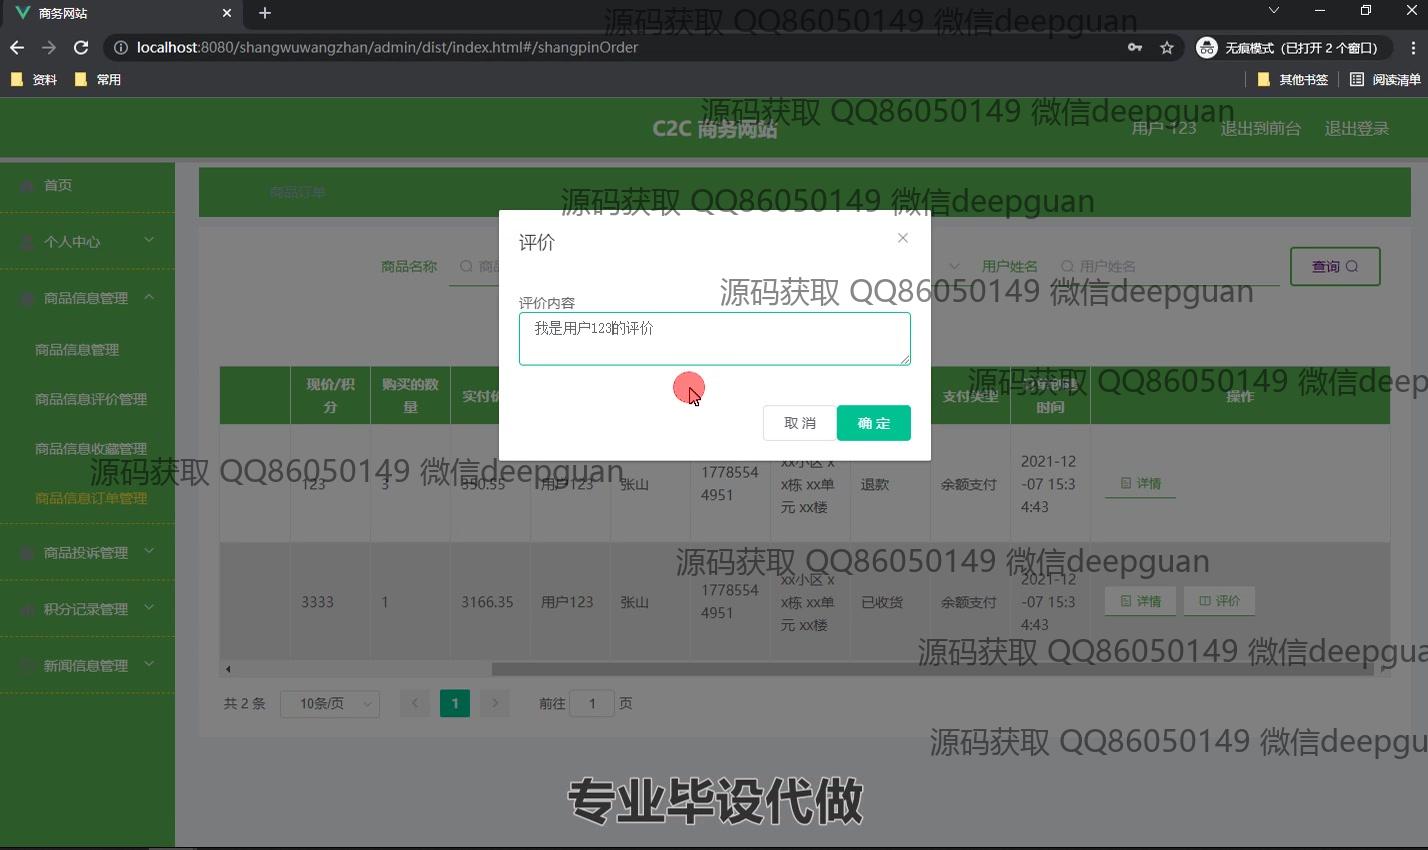 商务网站
源码获取 QQ86050149 微信deepguan
localhost:8080/shangwuwangzhan/admin/dist/index.html#/shangpinOrder
无痕模式（已打开 2 个窗口）
资料
常用
其他书签
阅读清单
源码获取 QQ86050149 微信deepguan
C2C 商务网站
用户 123
退出到前台
退出登录
首页
商品订单
源码获取 QQ86050149 微信deepguan
评价
个人中心
商品名称
商品
用户姓名
用户姓名
查询
源码获取 QQ86050149 微信deepguan
商品信息管理
评价内容
我是用户123的评价
商品信息管理
商品信息评价管理
现价/积分
购买的数量
实付价
支付类型
订单创建时间
操作
源码获取 QQ86050149 微信deep
取 消
确 定
商品信息收藏管理
源码获取 QQ86050149 微信deepguan
商品信息订单管理
123
3
350.55
用户123
张山
1778554
4951
xx小区 x
x栋 xx单
元 xx楼
退款
余额支付
2021-12
-07 15:3
4:43
详情
商品投诉管理
源码获取 QQ86050149 微信deepguan
积分记录管理
3333
1
3166.35
用户123
张山
1778554
4951
xx小区 x
x栋 xx单
元 xx楼
已收货
余额支付
2021-12
-07 15:3
4:43
详情
评价
新闻信息管理
源码获取 QQ86050149 微信deepgua
共 2 条
10条/页
1
前往
1
页
源码获取 QQ86050149 微信deepgu
专业毕设代做